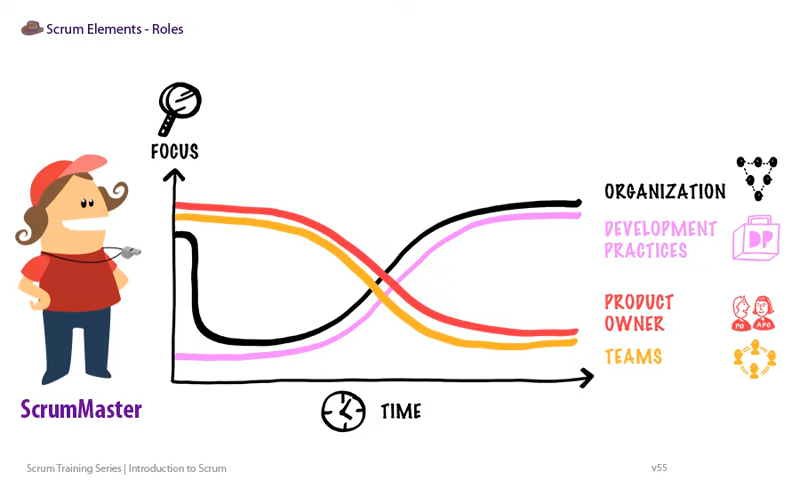 Scrum Elements - Roles
FOCUS
ORGANIZATION
DEVELOPMENT
PRACTICES
DP
PRODUCT
OWNER
PO APO
TEAMS
ScrumMaster
TIME
Scrum Training Series | Introduction to Scrum
v55